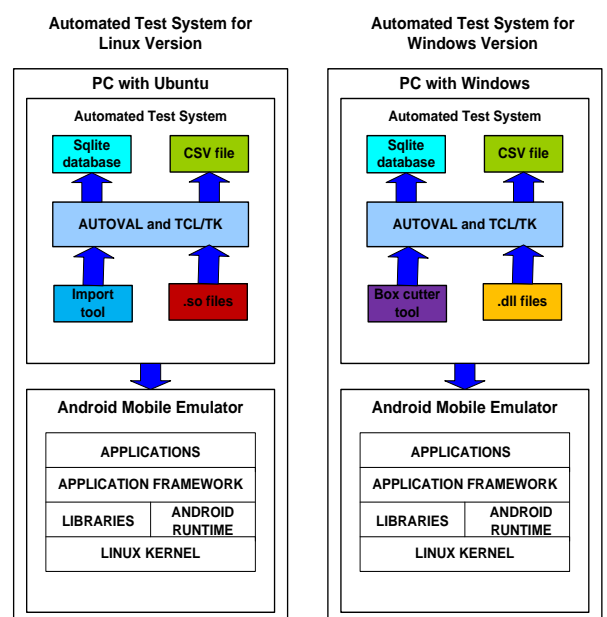 Automated Test System for
Linux Version
PC with Ubuntu
Automated Test System
Sqlite
database
CSV file
AUTOVAL and TCL/TK
Import
tool
.so files
Android Mobile Emulator
APPLICATIONS
APPLICATION FRAMEWORK
LIBRARIES
ANDROID
RUNTIME
LINUX KERNEL
Automated Test System for
Windows Version
PC with Windows
Automated Test System
Sqlite
database
CSV file
AUTOVAL and TCL/TK
Box cutter
tool
.dll files
Android Mobile Emulator
APPLICATIONS
APPLICATION FRAMEWORK
LIBRARIES
ANDROID
RUNTIME
LINUX KERNEL